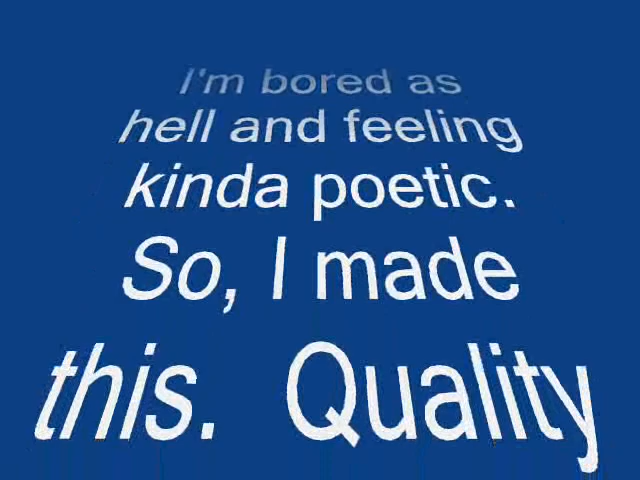 I'm bored as
hell and feeling
kinda poetic.
So, I made
this.  Quality